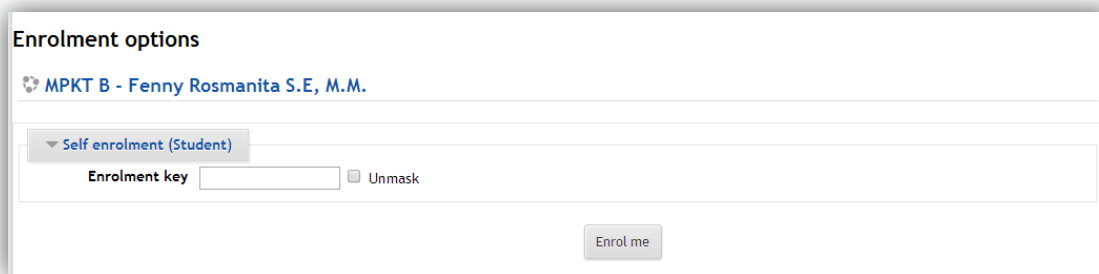 Enrolment options
MPKT B - Fenny Rosmanita S.E, M.M.
Self enrolment (Student)
Enrolment key Unmask
Enrol me